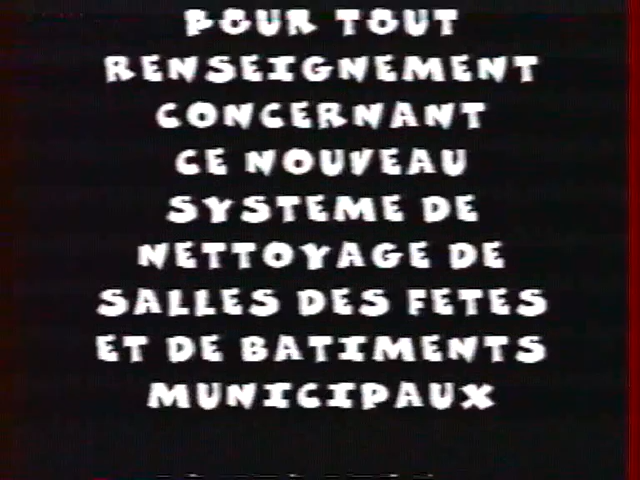 POUR TOUT
RENSEIGNEMENT
CONCERNANT
CE NOUVEAU
SYSTEME DE
NETTOYAGE DE
SALLES DES FETES
ET DE BATIMENTS
MUNICIPAUX